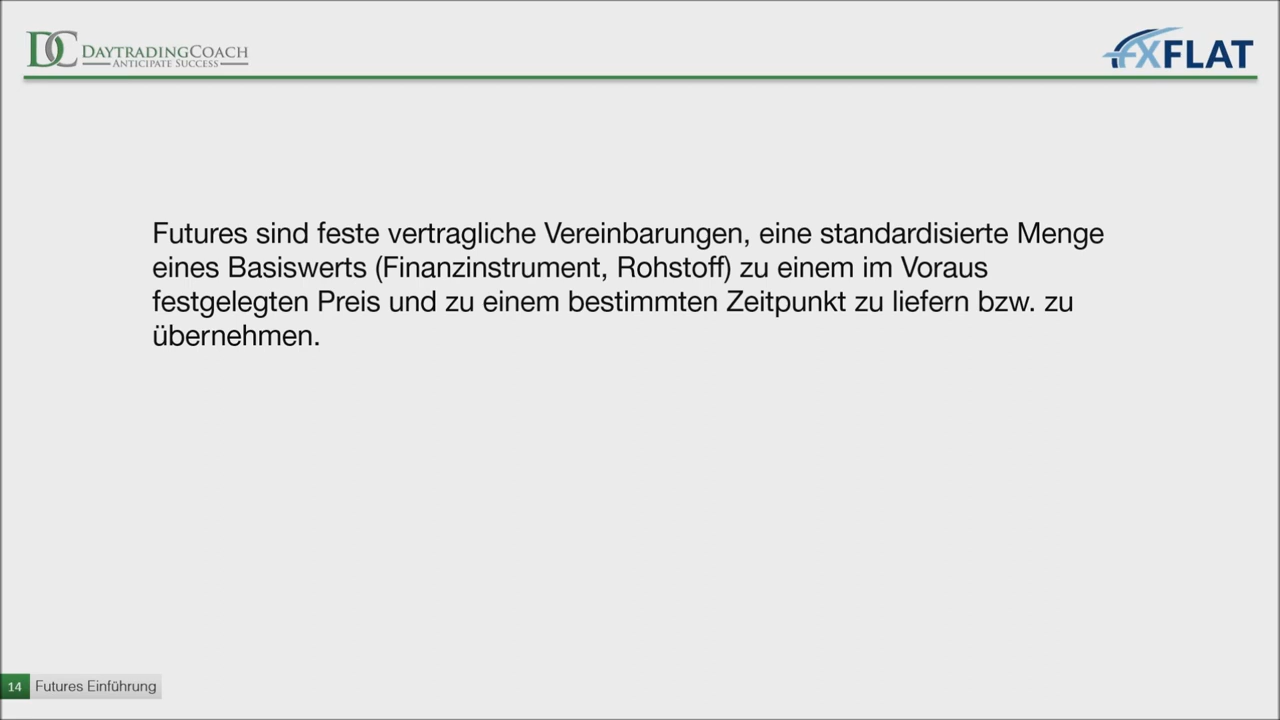 DC DAYTRADINGCOACH
ANTICIPATE SUCCESS
FXFLAT
Futures sind feste vertragliche Vereinbarungen, eine standardisierte Menge
eines Basiswerts (Finanzinstrument, Rohstoff) zu einem im Voraus
festgelegten Preis und zu einem bestimmten Zeitpunkt zu liefern bzw. zu
übernehmen.
14 Futures Einführung